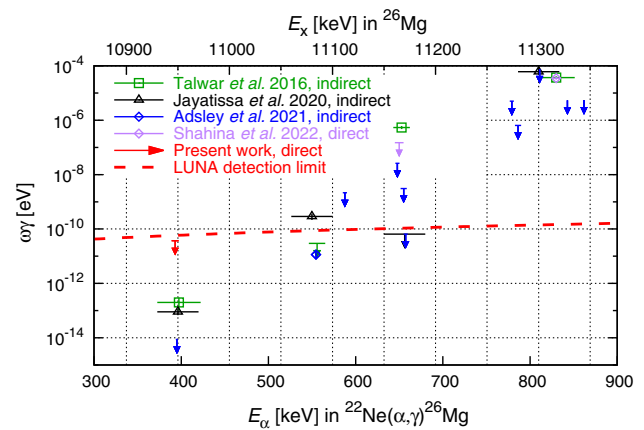 Eₓ [keV] in ²⁶Mg
10900 11000 11100 11200 11300
10⁻⁴
Talwar et al. 2016, indirect
Jayatissa et al. 2020, indirect
10⁻⁶
Adsley et al. 2021, indirect
Shahina et al. 2022, direct
Present work, direct
10⁻⁸
LUNA detection limit
ωγ [eV]
10⁻¹⁰
10⁻¹²
10⁻¹⁴
300 400 500 600 700 800 900
E_α [keV] in ²²Ne(α,γ)²⁶Mg